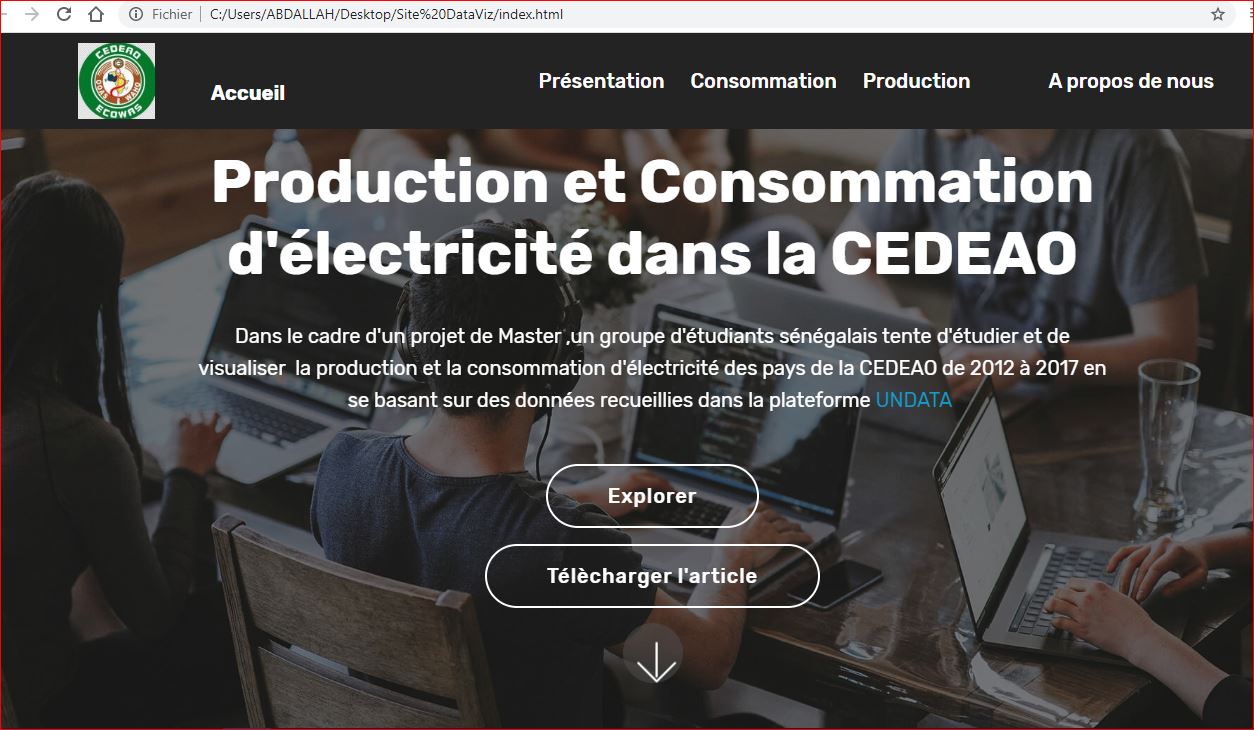 Fichier C:/Users/ABDALLAH/Desktop/Site%20DataViz/index.html
CEDEAO
ECOWAS
Accueil
Présentation Consommation Production A propos de nous
Production et Consommation
d'électricité dans la CEDEAO
Dans le cadre d'un projet de Master ,un groupe d'étudiants sénégalais tente d'étudier et de
visualiser la production et la consommation d'électricité des pays de la CEDEAO de 2012 à 2017 en
se basant sur des données recueillies dans la plateforme UNDATA
Explorer
Télècharger l'article